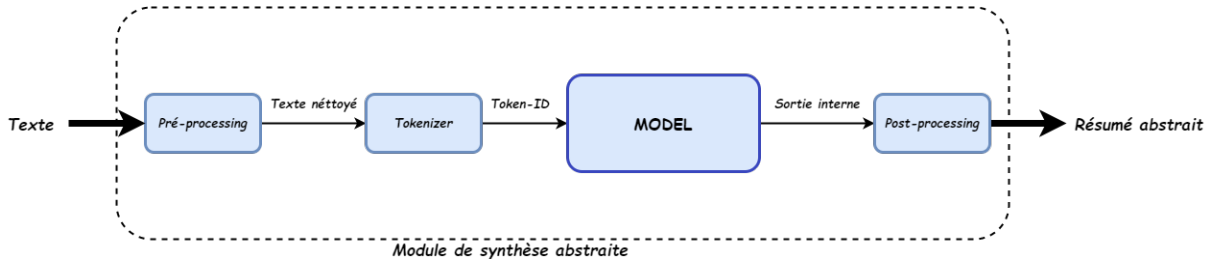 Texte
Pré-processing
Texte néttoyé
Tokenizer
Token-ID
MODEL
Sortie interne
Post-processing
Résumé abstrait
Module de synthèse abstraite